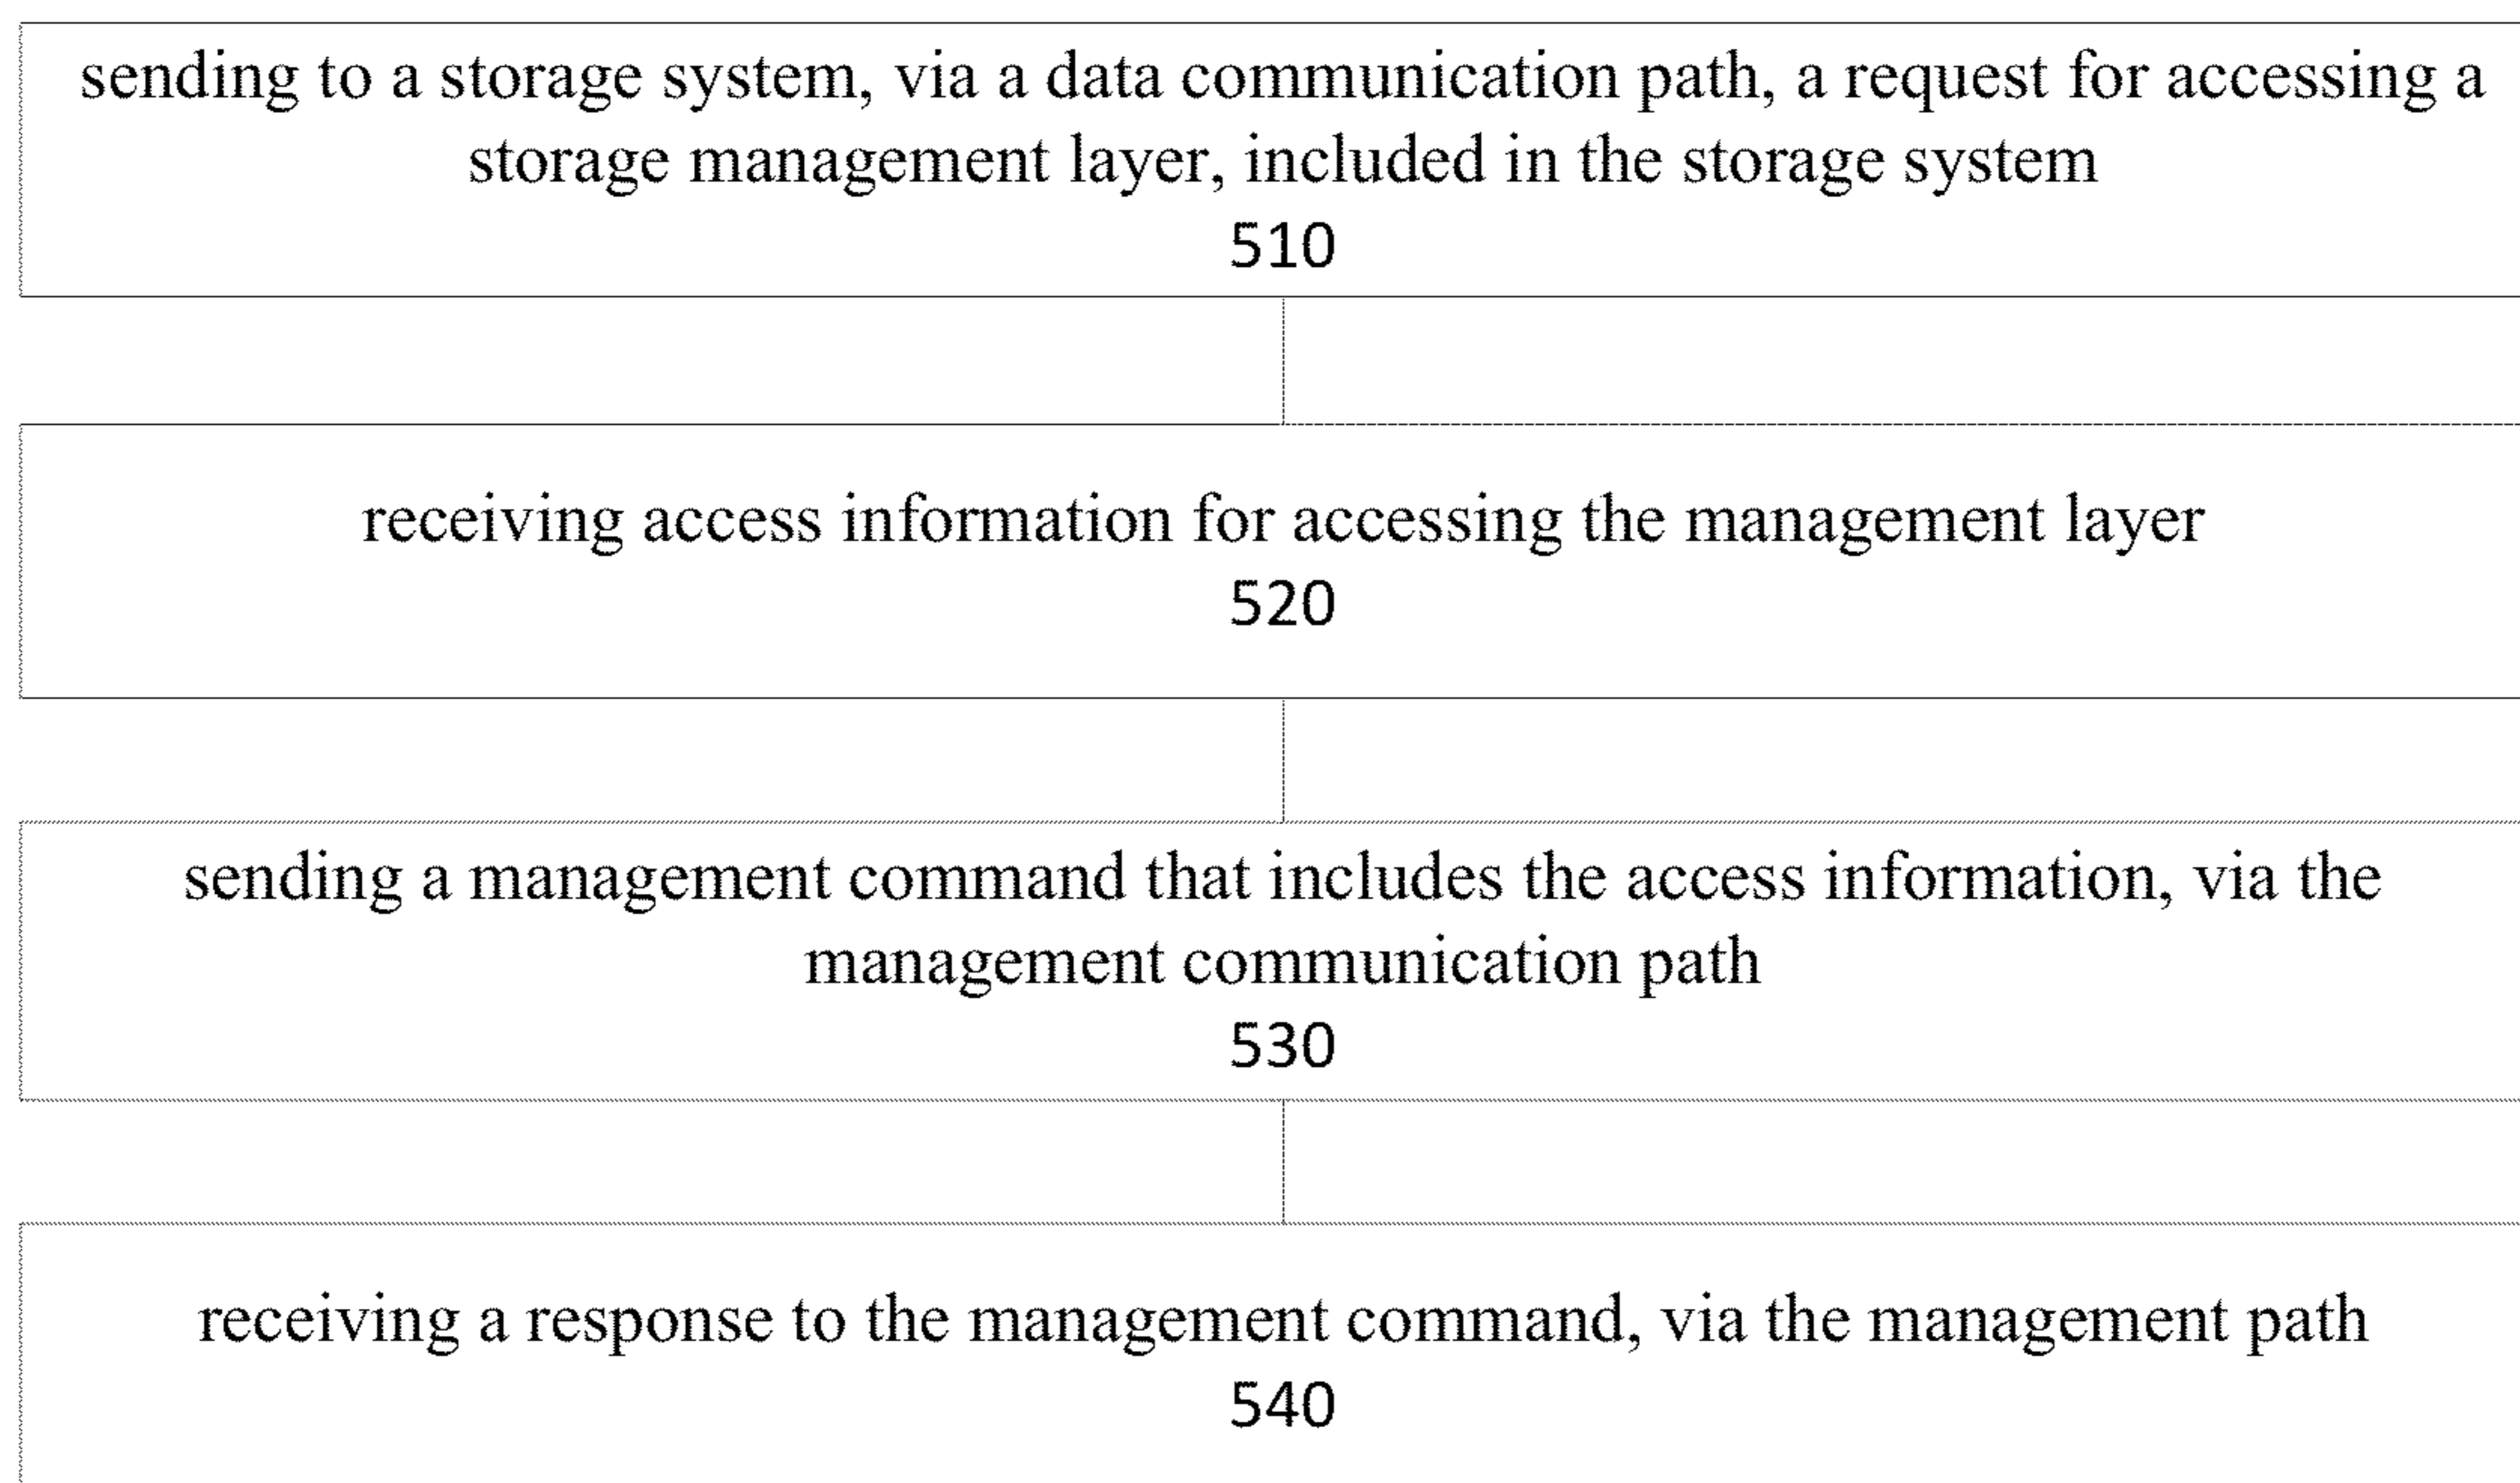 sending to a storage system, via a data communication path, a request for accessing a
storage management layer, included in the storage system
510
receiving access information for accessing the management layer
520
sending a management command that includes the access information, via the
management communication path
530
receiving a response to the management command, via the management path
540